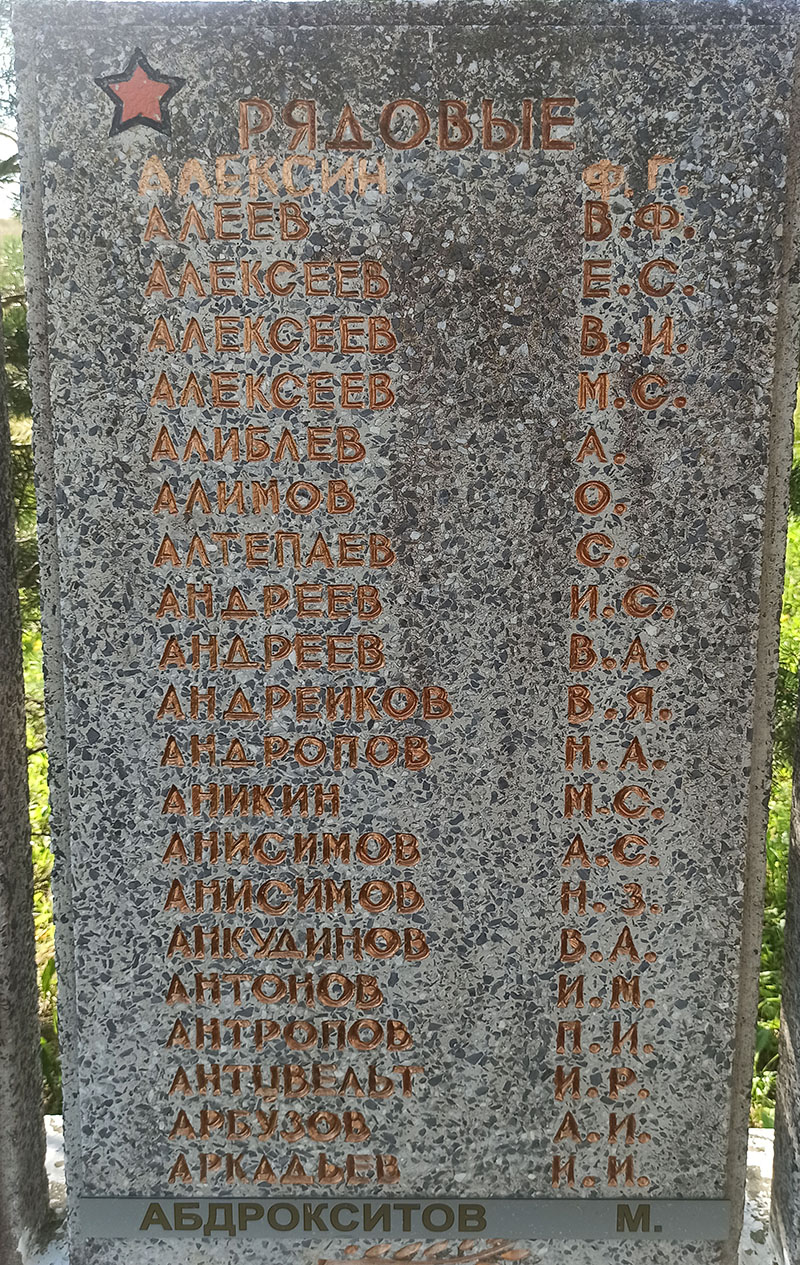 РЯДОВЫЕ
АЛЕКСИН Ф.Г.
АЛЕЕВ В.Ф.
АЛЕКСЕЕВ Е.С.
АЛЕКСЕЕВ В.И.
АЛЕКСЕЕВ М.С.
АЛИБЛЕВ А.
АЛИМОВ О.
АЛТЕПАЕВ С.
АНДРЕЕВ И.С.
АНДРЕЕВ В.А.
АНДРЕИКОВ В.Я.
АНДРОПОВ Н.А.
АНИКИН М.С.
АНИСИМОВ А.С.
АНИСИМОВ Н.З.
АНКУДИНОВ В.А.
АНТОНОВ И.М.
АНТРОПОВ П.И.
АНТЦВЕЛЬТ И.Р.
АРБУЗОВ А.И.
АРКАДЬЕВ И.И.
АБДРОКСИТОВ М.